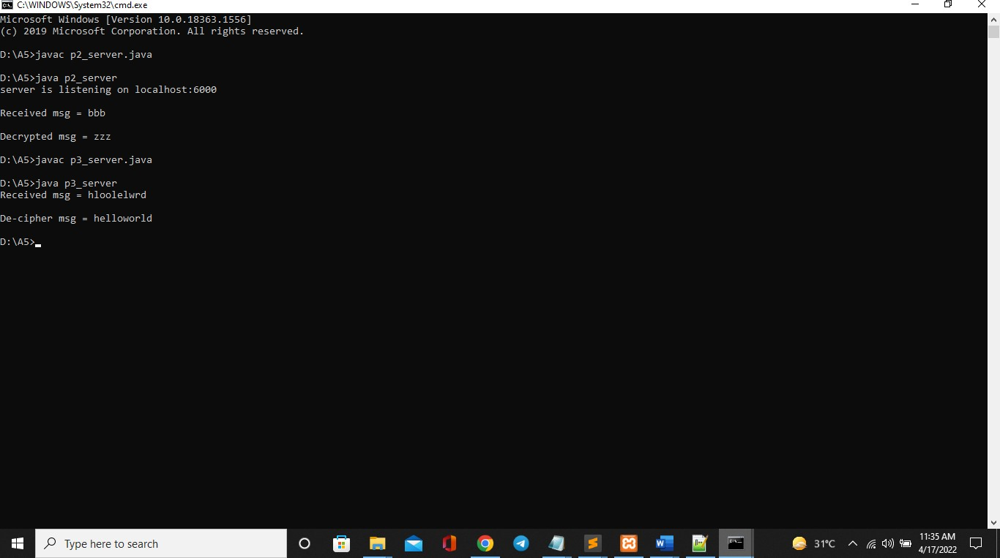 C:\WINDOWS\System32\cmd.exe
Microsoft Windows [Version 10.0.18363.1556]
(c) 2019 Microsoft Corporation. All rights reserved.
D:\A5>javac p2_server.java
D:\A5>java p2_server
server is listening on localhost:6000
Received msg = bbb
Decrypted msg = zzz
D:\A5>javac p3_server.java
D:\A5>java p3_server
Received msg = hloolelwrd
De-cipher msg = helloworld
D:\A5>
Type here to search
31°C
11:35 AM
4/17/2022